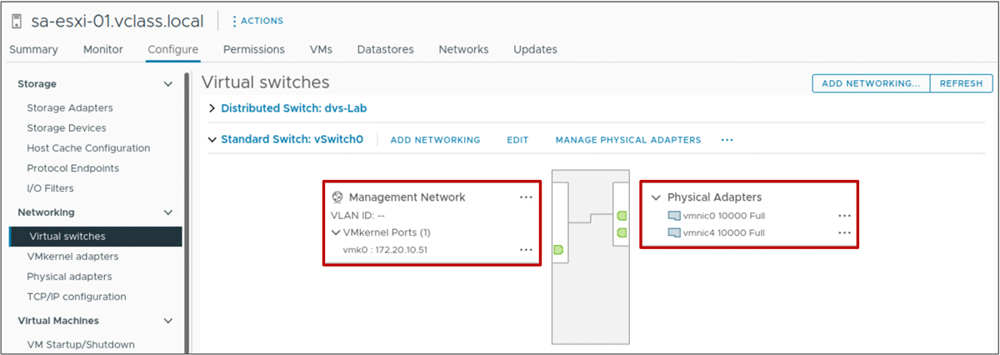 sa-esxi-01.vclass.local
ACTIONS
Summary Monitor Configure Permissions VMs Datastores Networks Updates
Storage
Storage Adapters
Storage Devices
Host Cache Configuration
Protocol Endpoints
I/O Filters
Networking
Virtual switches
VMkernel adapters
Physical adapters
TCP/IP configuration
Virtual Machines
VM Startup/Shutdown
Virtual switches
ADD NETWORKING... REFRESH
Distributed Switch: dvs-Lab
Standard Switch: vSwitch0 ADD NETWORKING EDIT MANAGE PHYSICAL ADAPTERS ...
Management Network ...
VLAN ID: --
VMkernel Ports (1)
vmk0 : 172.20.10.51 ...
Physical Adapters
vmnic0 10000 Full ...
vmnic4 10000 Full ...